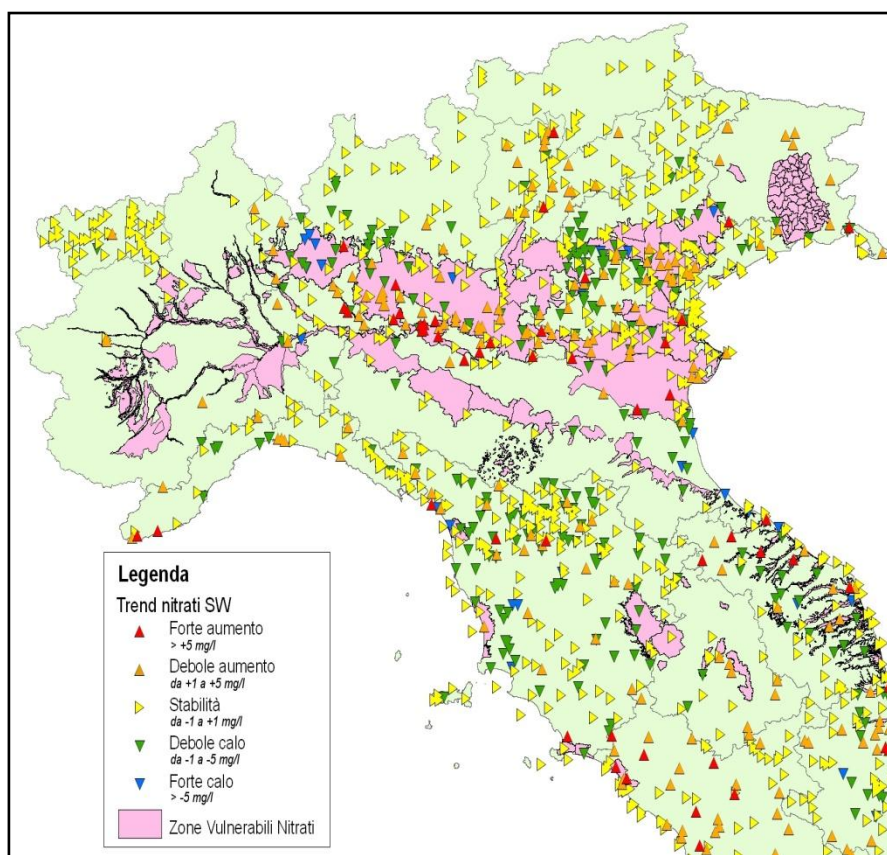 Legenda
Trend nitrati SW
Forte aumento
> +5 mg/l
Debole aumento
da +1 a +5 mg/l
Stabilità
da -1 a +1 mg/l
Debole calo
da -1 a -5 mg/l
Forte calo
> -5 mg/l
Zone Vulnerabili Nitrati